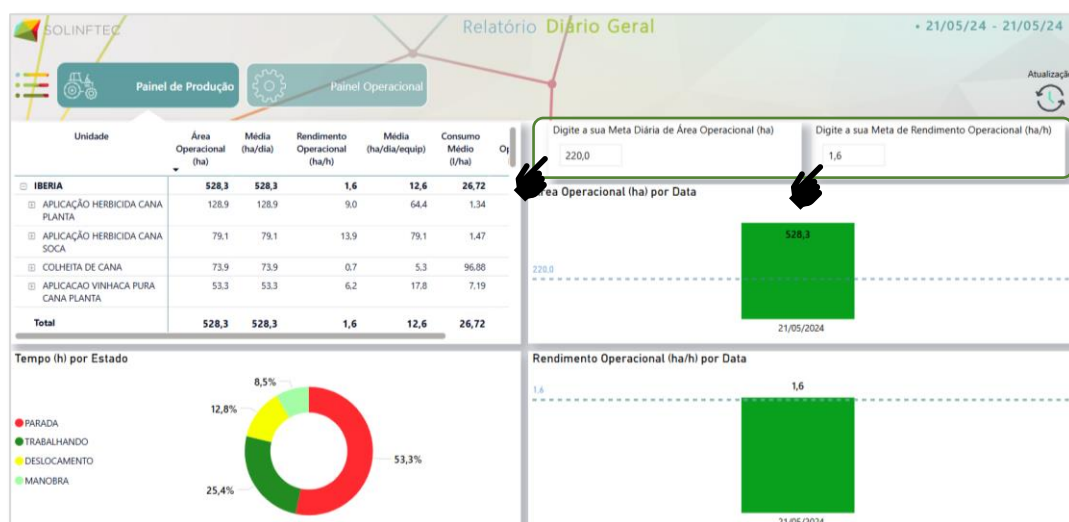 SOLINFTEC
Relatório Diário Geral
• 21/05/24 - 21/05/24
Painel de Produção
Painel Operacional
Unidade
Área Operacional (ha)
Média (ha/dia)
Rendimento Operacional (ha/h)
Média (ha/dia/equip)
Consumo Médio (l/ha)
IBERIA 528,3 528,3 1,6 12,6 26,72
APLICAÇÃO HERBICIDA CANA PLANTA 128,9 128,9 9,0 64,4 1,34
APLICAÇÃO HERBICIDA CANA SOCA 79,1 79,1 13,9 79,1 1,47
COLHEITA DE CANA 73,9 73,9 0,7 5,3 96,88
APLICACAO VINHACA PURA CANA PLANTA 53,3 53,3 6,2 17,8 7,19
Total 528,3 528,3 1,6 12,6 26,72
Digite a sua Meta Diária de Área Operacional (ha)
220,0
Digite a sua Meta de Rendimento Operacional (ha/h)
1,6
rea Operacional (ha) por Data
528,3
220,0
21/05/2024
Tempo (h) por Estado
PARADA
TRABALHANDO
DESLOCAMENTO
MANOBRA
8,5%
12,8%
53,3%
25,4%
Rendimento Operacional (ha/h) por Data
1,6
1,6
21/05/2024